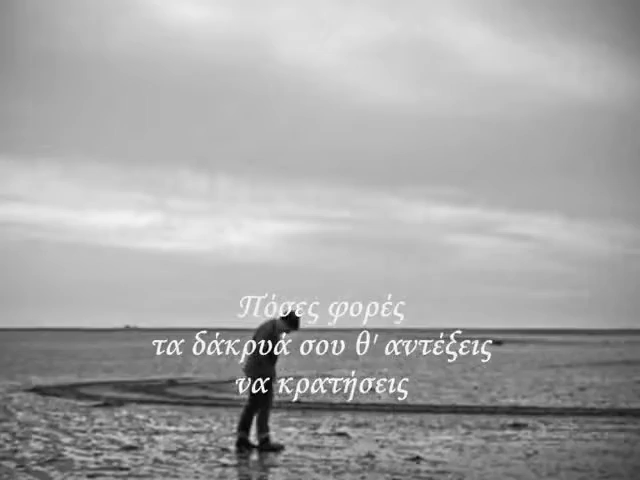 Πόσες φορές
τα δάκρυά σου θ' αντέξεις
να κρατήσεις